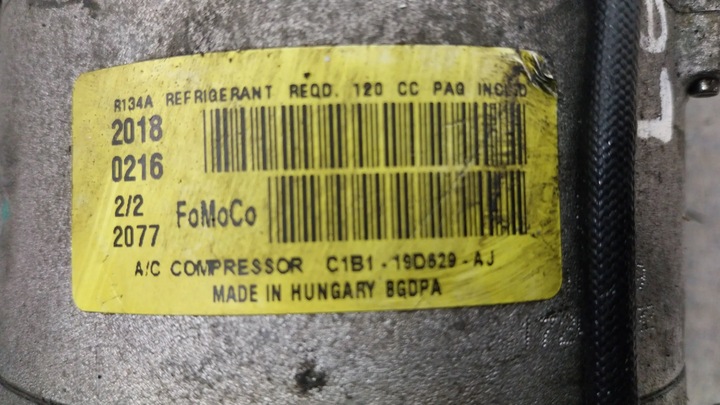 R134A REFRIGERANT REQD. 120 CC PAG
2018
0216
2/2
2077
FoMoCo
A/C COMPRESSOR C1B1-19D629-AJ
MADE IN HUNGARY BGDPA